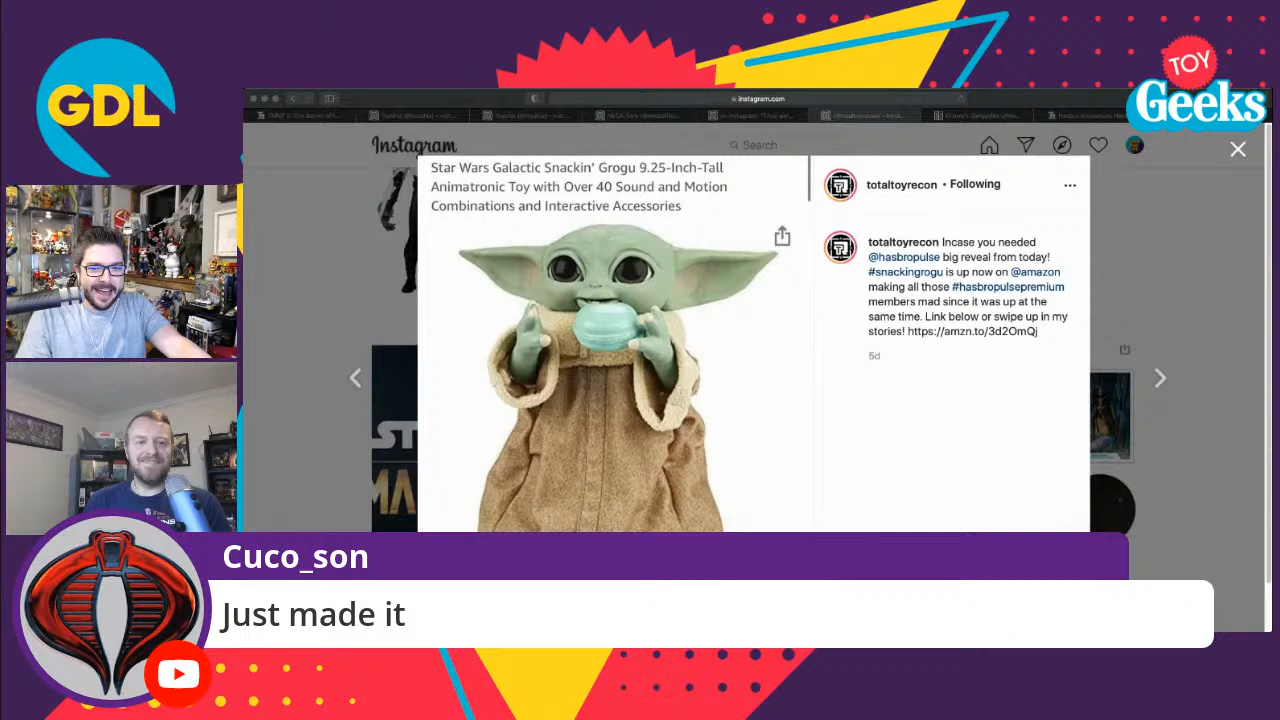 GDL
TOY
Geeks
instagram.com
Instagram
Search
Star Wars Galactic Snackin' Grogu 9.25-Inch-Tall
Animatronic Toy with Over 40 Sound and Motion
Combinations and Interactive Accessories
totaltoyrecon • Following
totaltoyrecon Incase you needed
@hasbropulse big reveal from today!
#snackingrogu is up now on @amazon
making all those #hasbropulsepremium
members mad since it was up at the
same time. Link below or swipe up in my
stories! https://amzn.to/3d2OmQj
5d
Cuco_son
Just made it